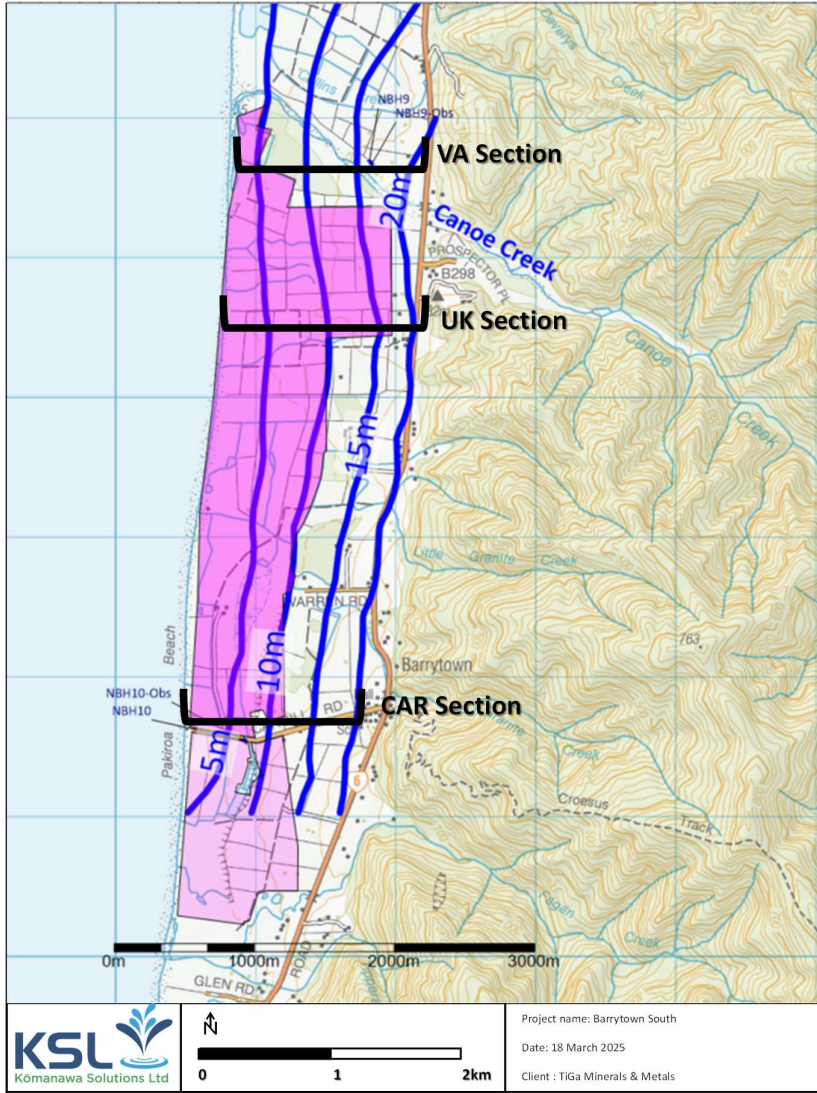 Deverys
Creek
Collins
NBH9
NBH9-Obs
VA Section
20m
Canoe Creek
PROSPECTOR PL
B298
UK Section
Canoe
Creek
15m
Little Granite Creek
WARREN RD
763
Beach
10m
Barrytown
NBH10-Obs
NBH10
RD
CAR Section
5m
Pakiroa
6
Creek
Croesus
Track
Fagan
Creek
0m
1000m
2000m
3000m
GLEN RD
ROAD
KSL
Kōmanawa Solutions Ltd
N
0
1
2km
Project name: Barrytown South
Date: 18 March 2025
Client : TiGa Minerals & Metals